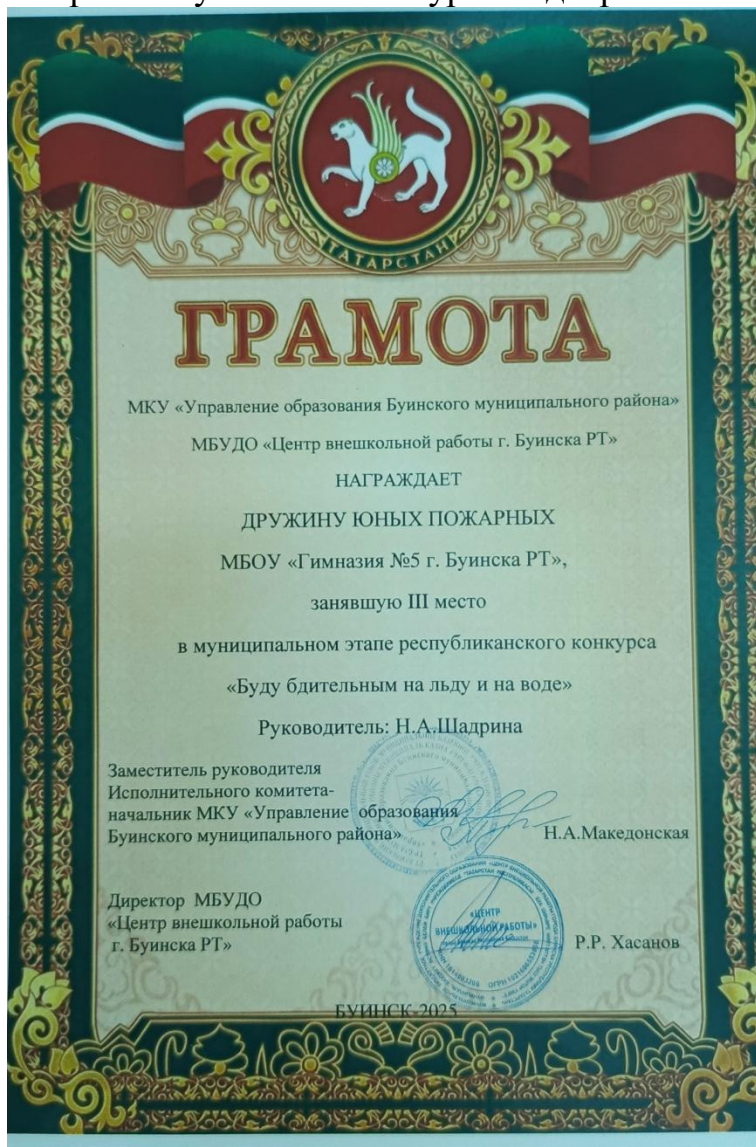 ТАТАРСТАН
ГРАМОТА
МКУ «Управление образования Буинского муниципального района»
МБУДО «Центр внешкольной работы г. Буинска РТ»
НАГРАЖДАЕТ
ДРУЖИНУ ЮНЫХ ПОЖАРНЫХ
МБОУ «Гимназия №5 г. Буинска РТ»,
занявшую III место
в муниципальном этапе республиканского конкурса
«Буду бдительным на льду и на воде»
Руководитель: Н.А.Шадрина
Заместитель руководителя
Исполнительного комитета-
начальник МКУ «Управление образования
Буинского муниципального района»
Н.А.Македонская
Директор МБУДО
«Центр внешкольной работы
г. Буинска РТ»
«ЦЕНТР
ВНЕШКОЛЬНОЙ РАБОТЫ»
Р.Р. Хасанов
БУИНСК-2025